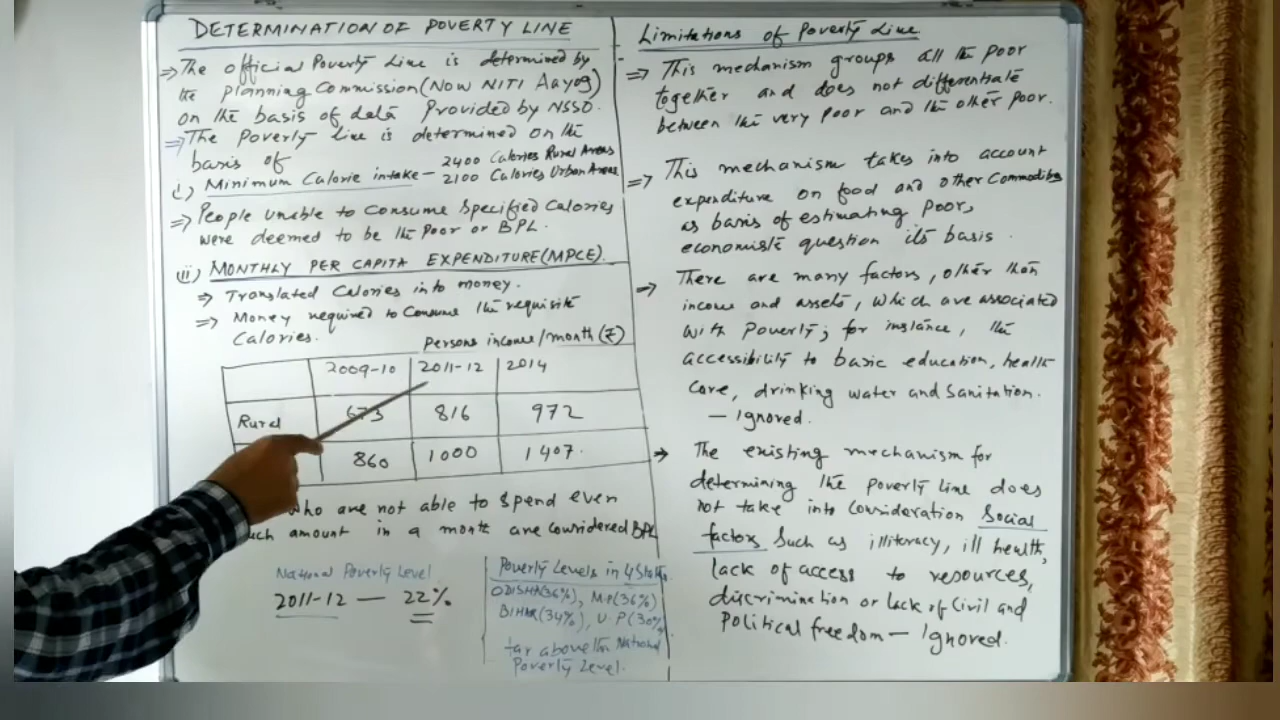 DETERMINATION OF POVERTY LINE
⇒ The official Poverty Line is determined by
the Planning Commission (Now NITI Aayog)
on the basis of data Provided by NSSO.
⇒ The Poverty Line is determined on the
basis of
(i) Minimum Calorie intake — 2400 Calories Rural Areas
2100 Calories Urban Areas
⇒ People unable to Consume Specified Calories
were deemed to be the Poor or BPL.
(ii) MONTHLY PER CAPITA EXPENDITURE (MPCE).
⇒ Translated Calories into money.
⇒ Money required to Consume the requisite
Calories.
Persons income/month (₹)
2009-10 2011-12 2014
Rural 673 816 972
860 1000 1407.
who are not able to spend even
amount in a month are considered BPL
National Poverty Level
2011-12 — 22%
Poverty Levels in 4 States
ODISHA(36%), M.P(36%)
BIHAR(34%), U.P(30%
far above the National
Poverty Level.
Limitations of Poverty Line
⇒ This mechanism groups all the poor
together and does not differentiate
between the very poor and the other poor.
⇒ This mechanism takes into account
expenditure on food and other Commodities
as basis of estimating poor,
economists question its basis.
→ There are many factors, other than
income and assets, which are associated
with poverty; for instance, the
accessibility to basic education, health
care, drinking water and sanitation.
— Ignored.
→ The existing mechanism for
determining the poverty line does
not take into consideration Social
factors such as illiteracy, ill health,
lack of access to resources,
discrimination or lack of civil and
political freedom — Ignored.